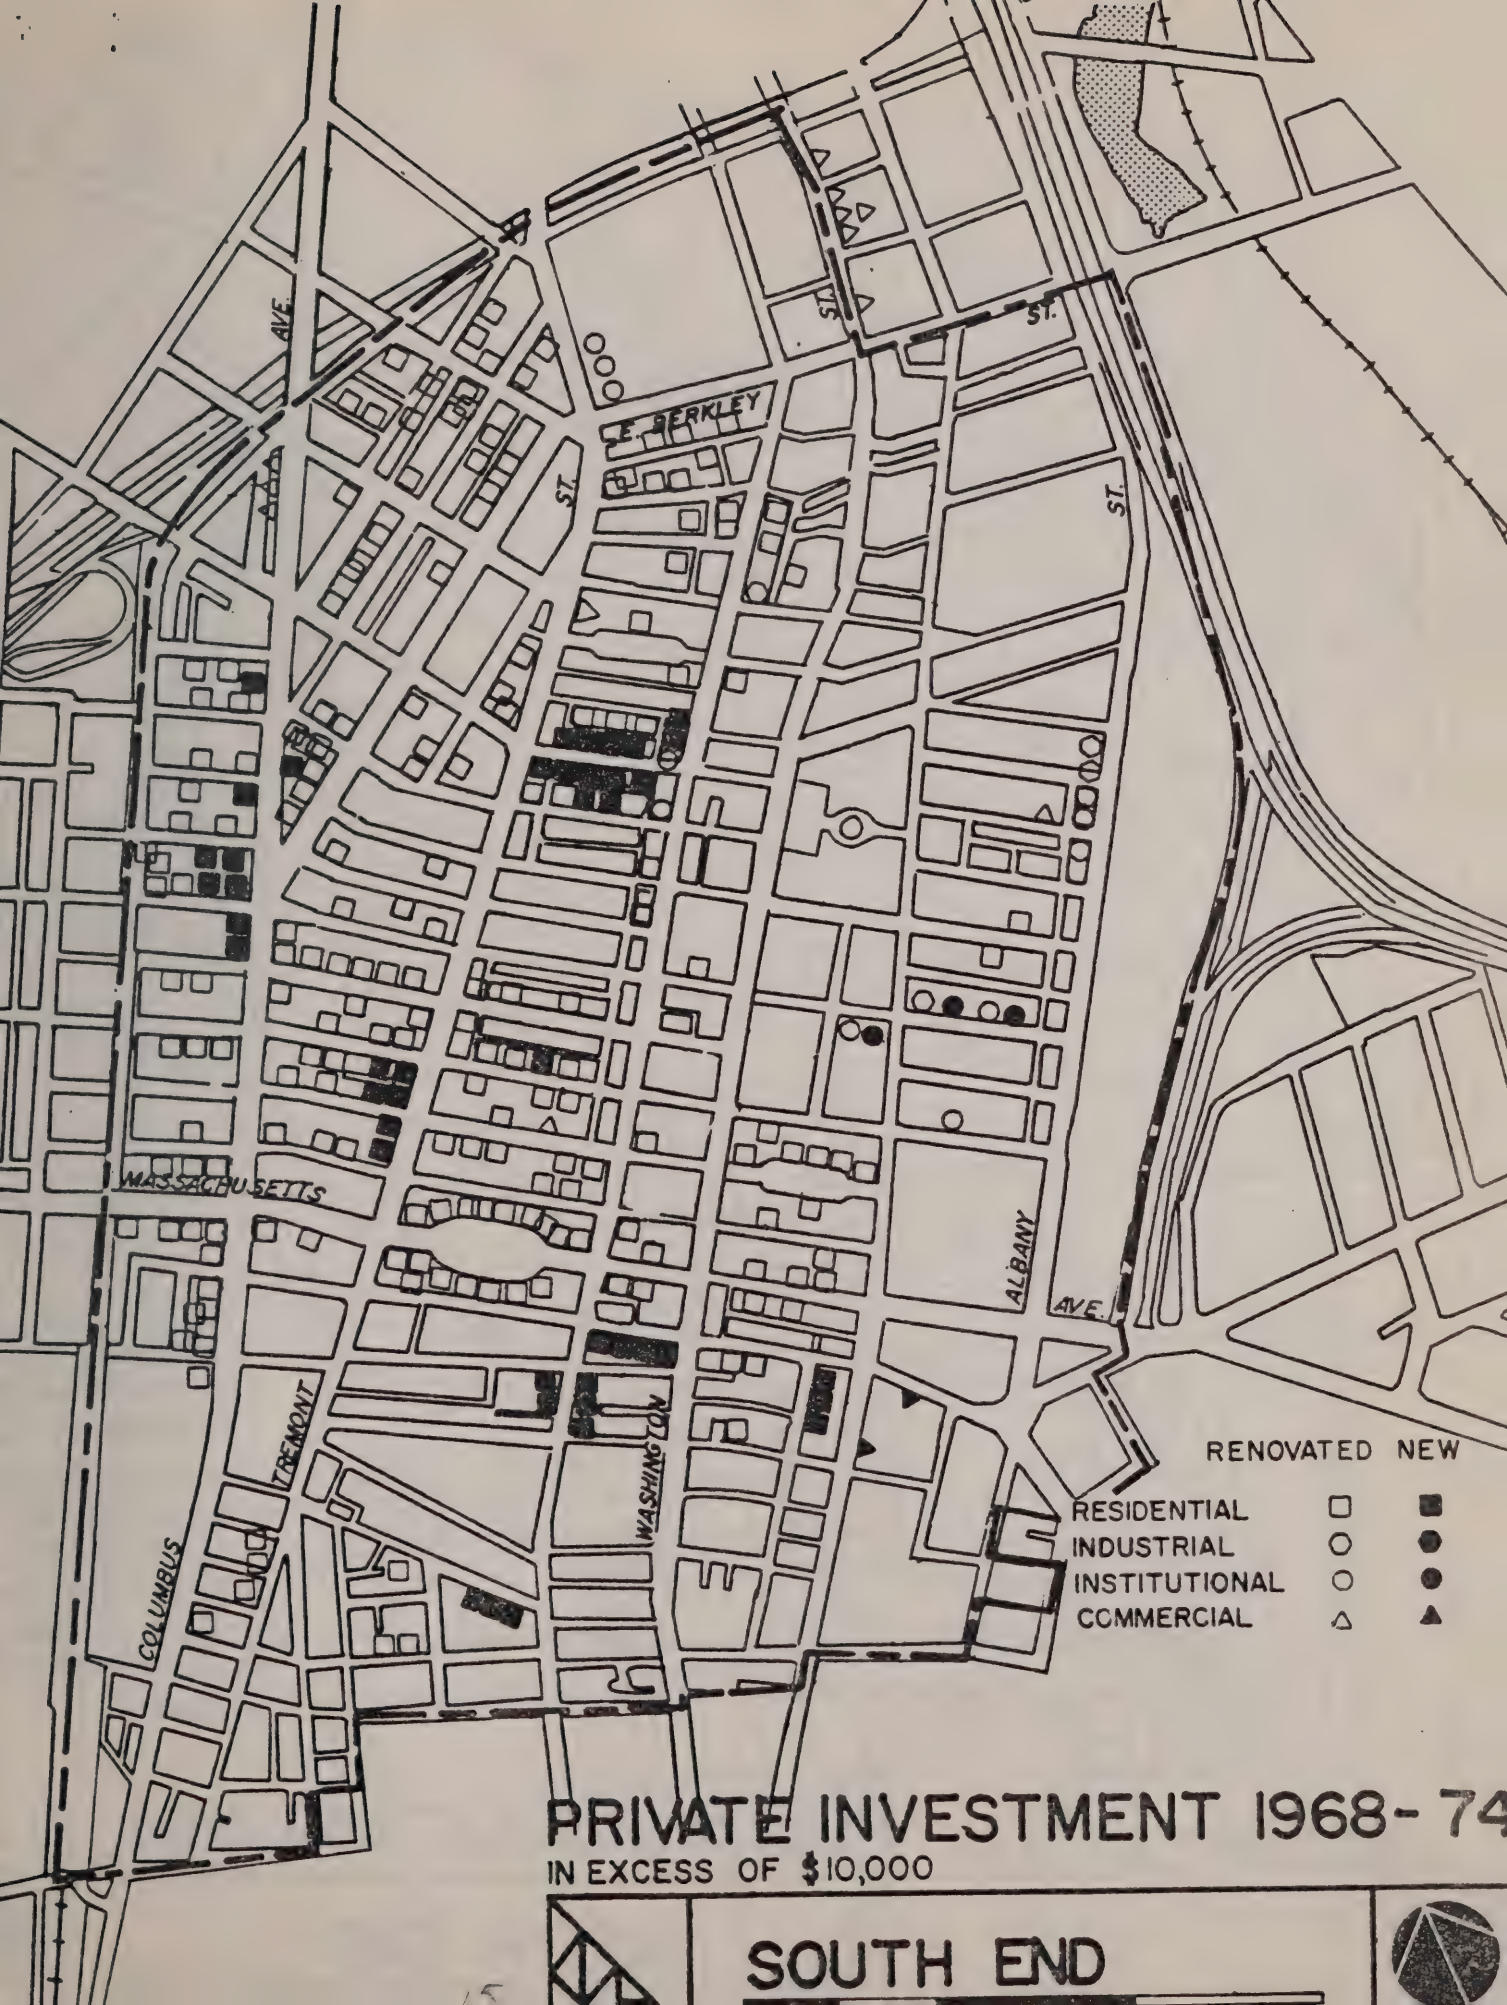 AVE.
ST.
ST.
E. BERKLEY
ST.
ST.
MASSACHUSETTS
ALBANY
AVE.
TREMONT
WASHINGTON
COLUMBUS
RENOVATED NEW
RESIDENTIAL
INDUSTRIAL
INSTITUTIONAL
COMMERCIAL
PRIVATE INVESTMENT 1968-74
IN EXCESS OF $10,000
SOUTH END
15